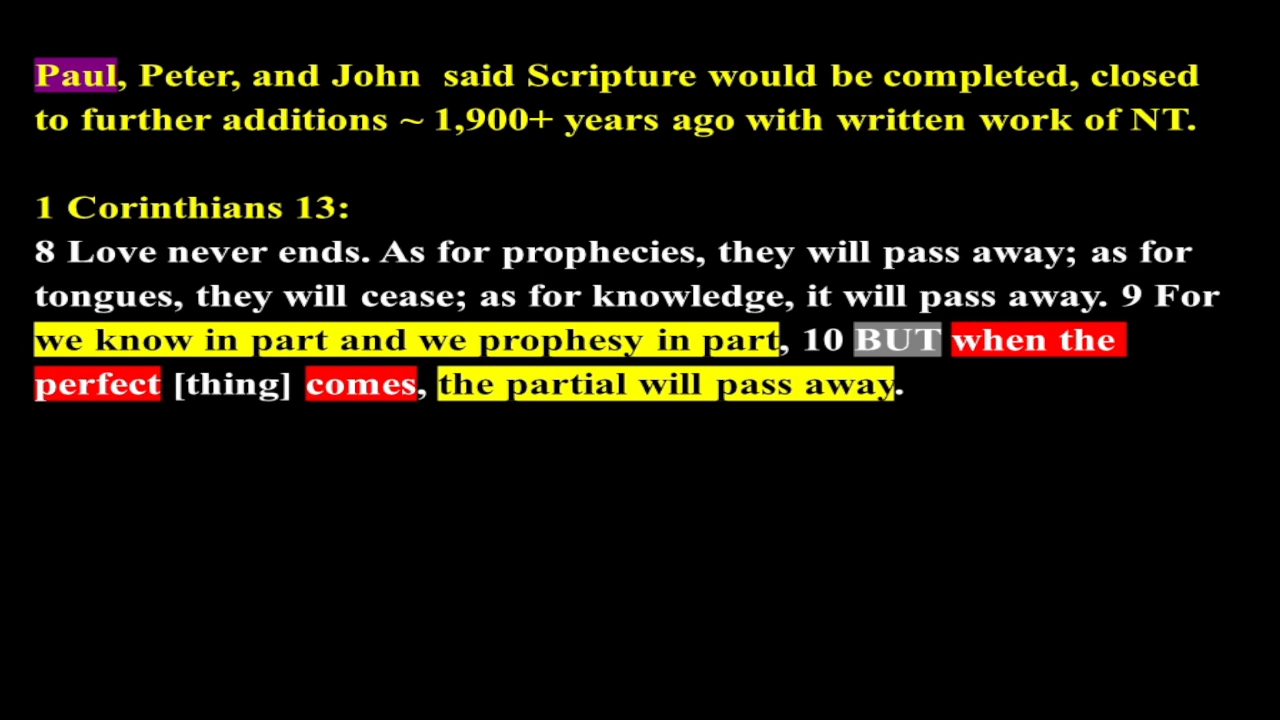 Paul, Peter, and John  said Scripture would be completed, closed
to further additions ~ 1,900+ years ago with written work of NT.
1 Corinthians 13:
8 Love never ends. As for prophecies, they will pass away; as for
tongues, they will cease; as for knowledge, it will pass away. 9 For
we know in part and we prophesy in part, 10 BUT when the
perfect [thing] comes, the partial will pass away.